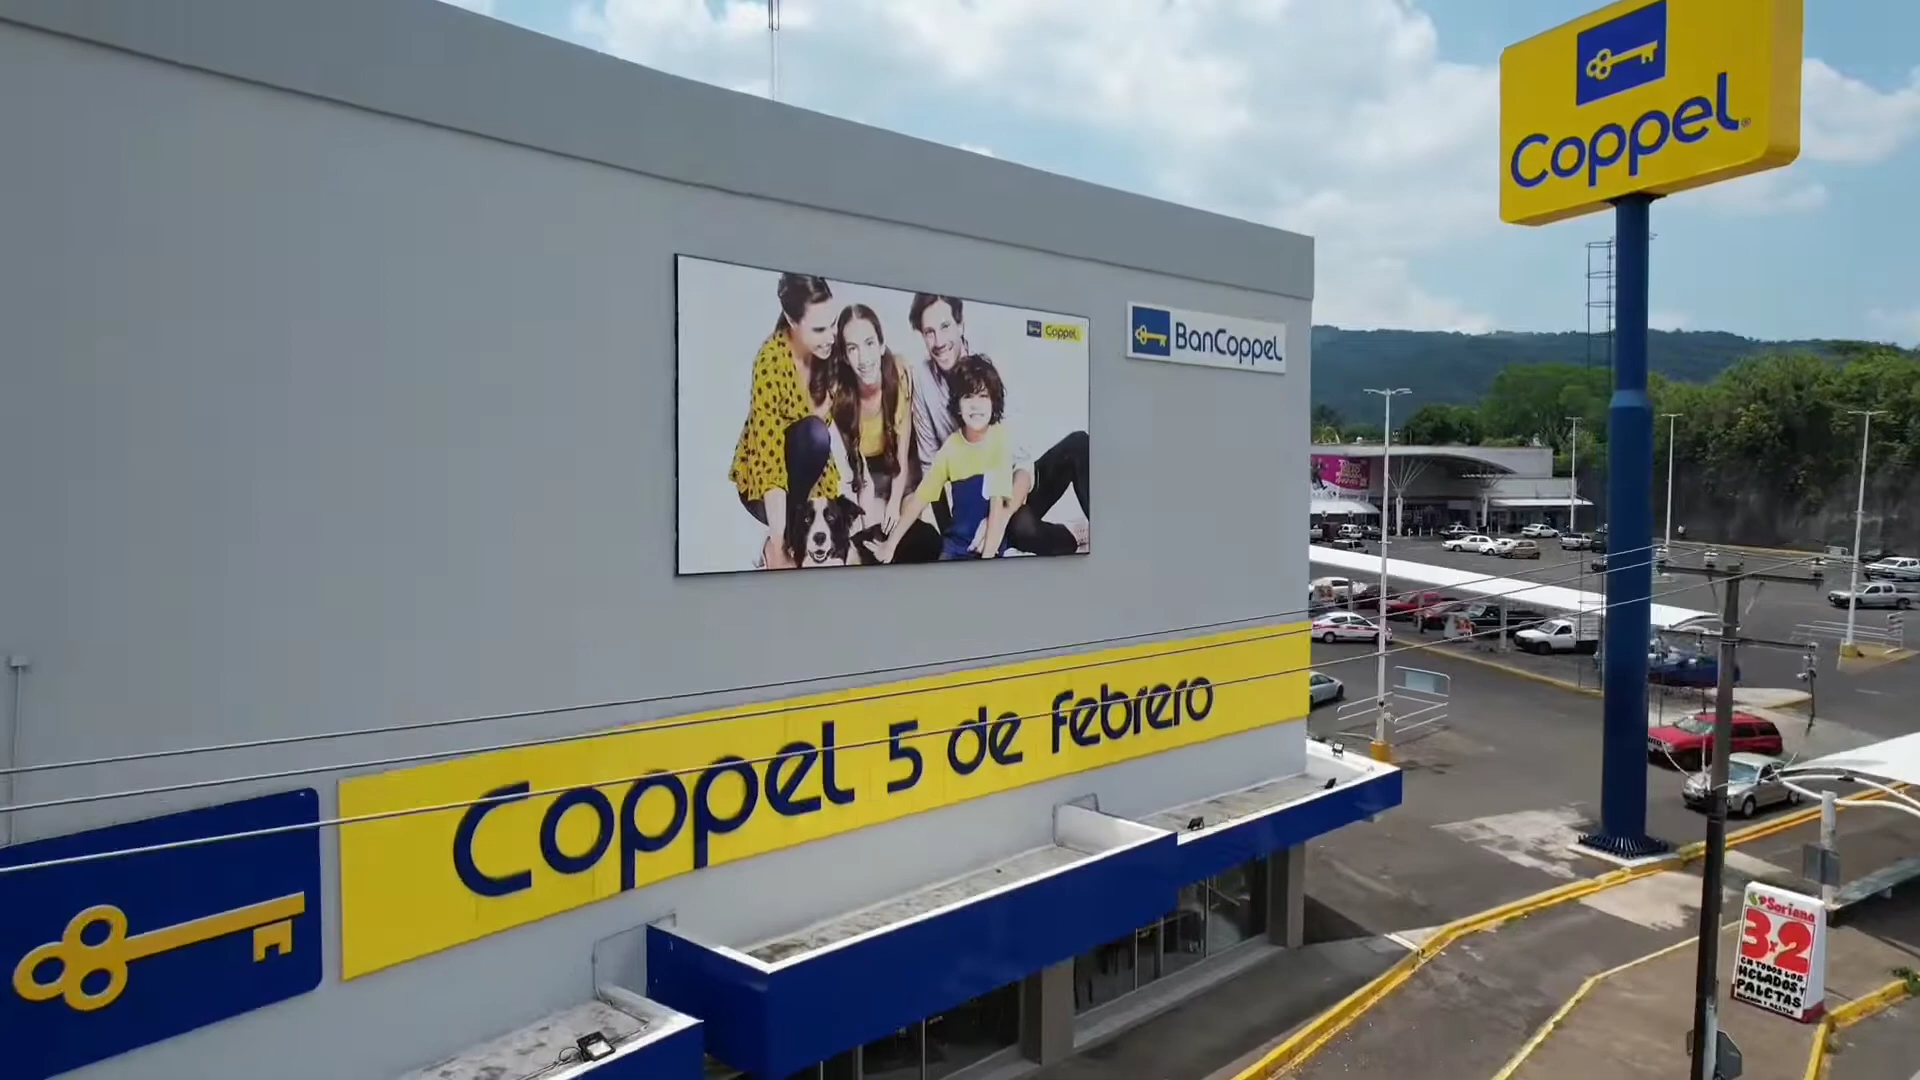 Coppel®
Coppel
BanCoppel
Coppel 5 de Febrero
Soriana
3x2
EN TODOS LOS
HELADOS Y
PALETAS